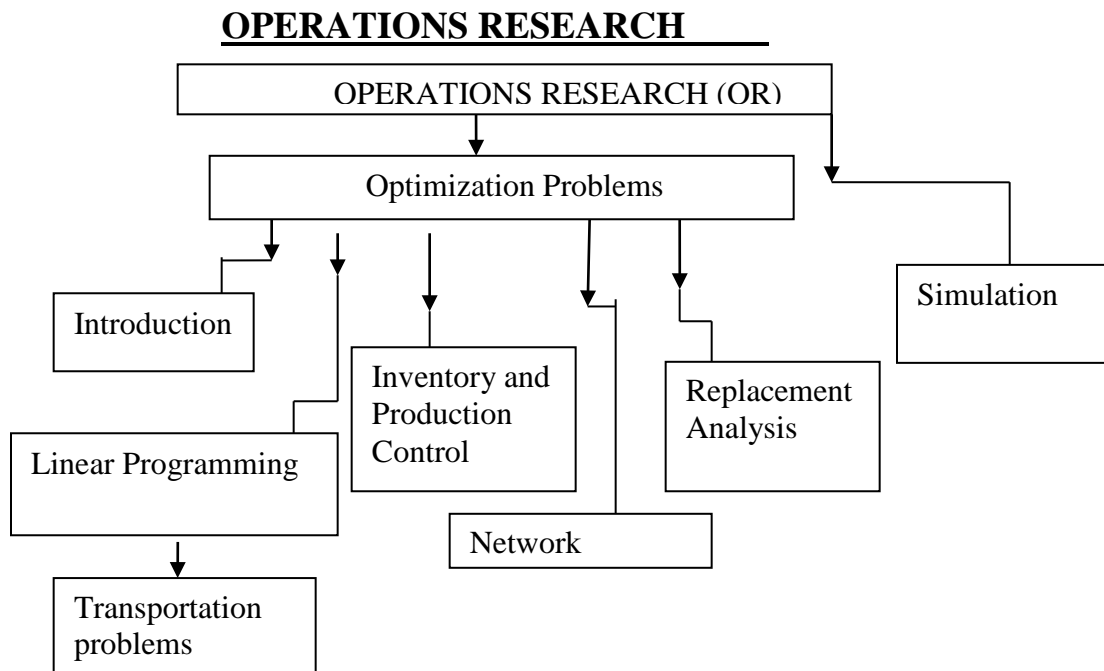 OPERATIONS RESEARCH
OPERATIONS RESEARCH (OR)
Optimization Problems
Introduction
Simulation
Inventory and
Production
Control
Replacement
Analysis
Linear Programming
Network
Transportation
problems